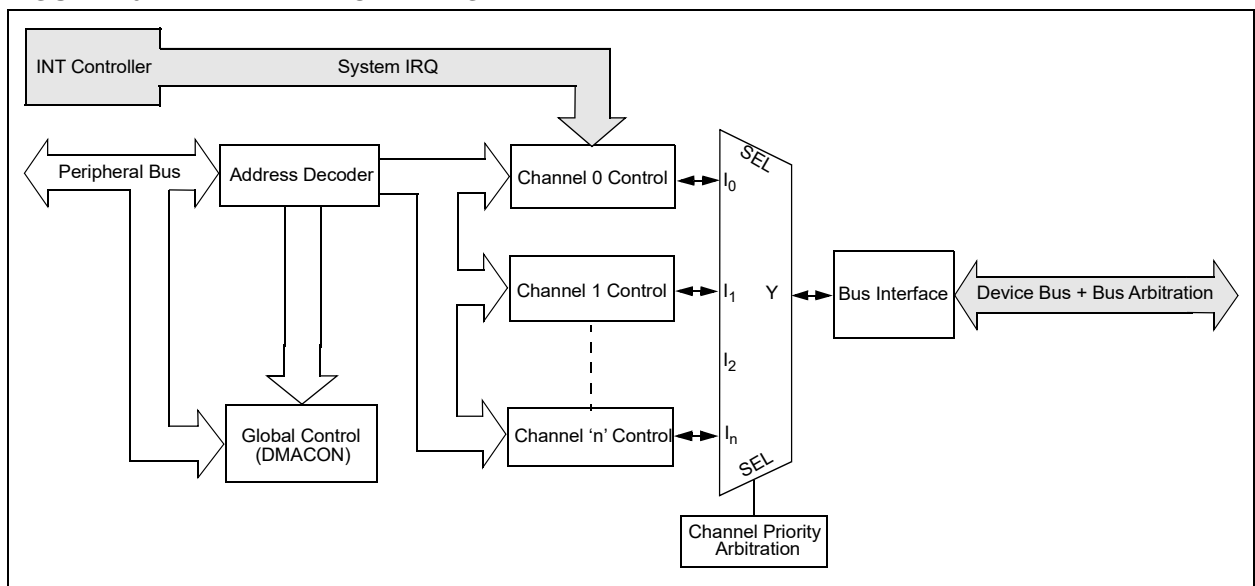 INT Controller
System IRQ
Peripheral Bus
Address Decoder
Channel 0 Control
SEL
I0
Channel 1 Control
I1
Y
Bus Interface
Device Bus + Bus Arbitration
I2
Global Control
(DMACON)
Channel ‘n’ Control
In
SEL
Channel Priority
Arbitration